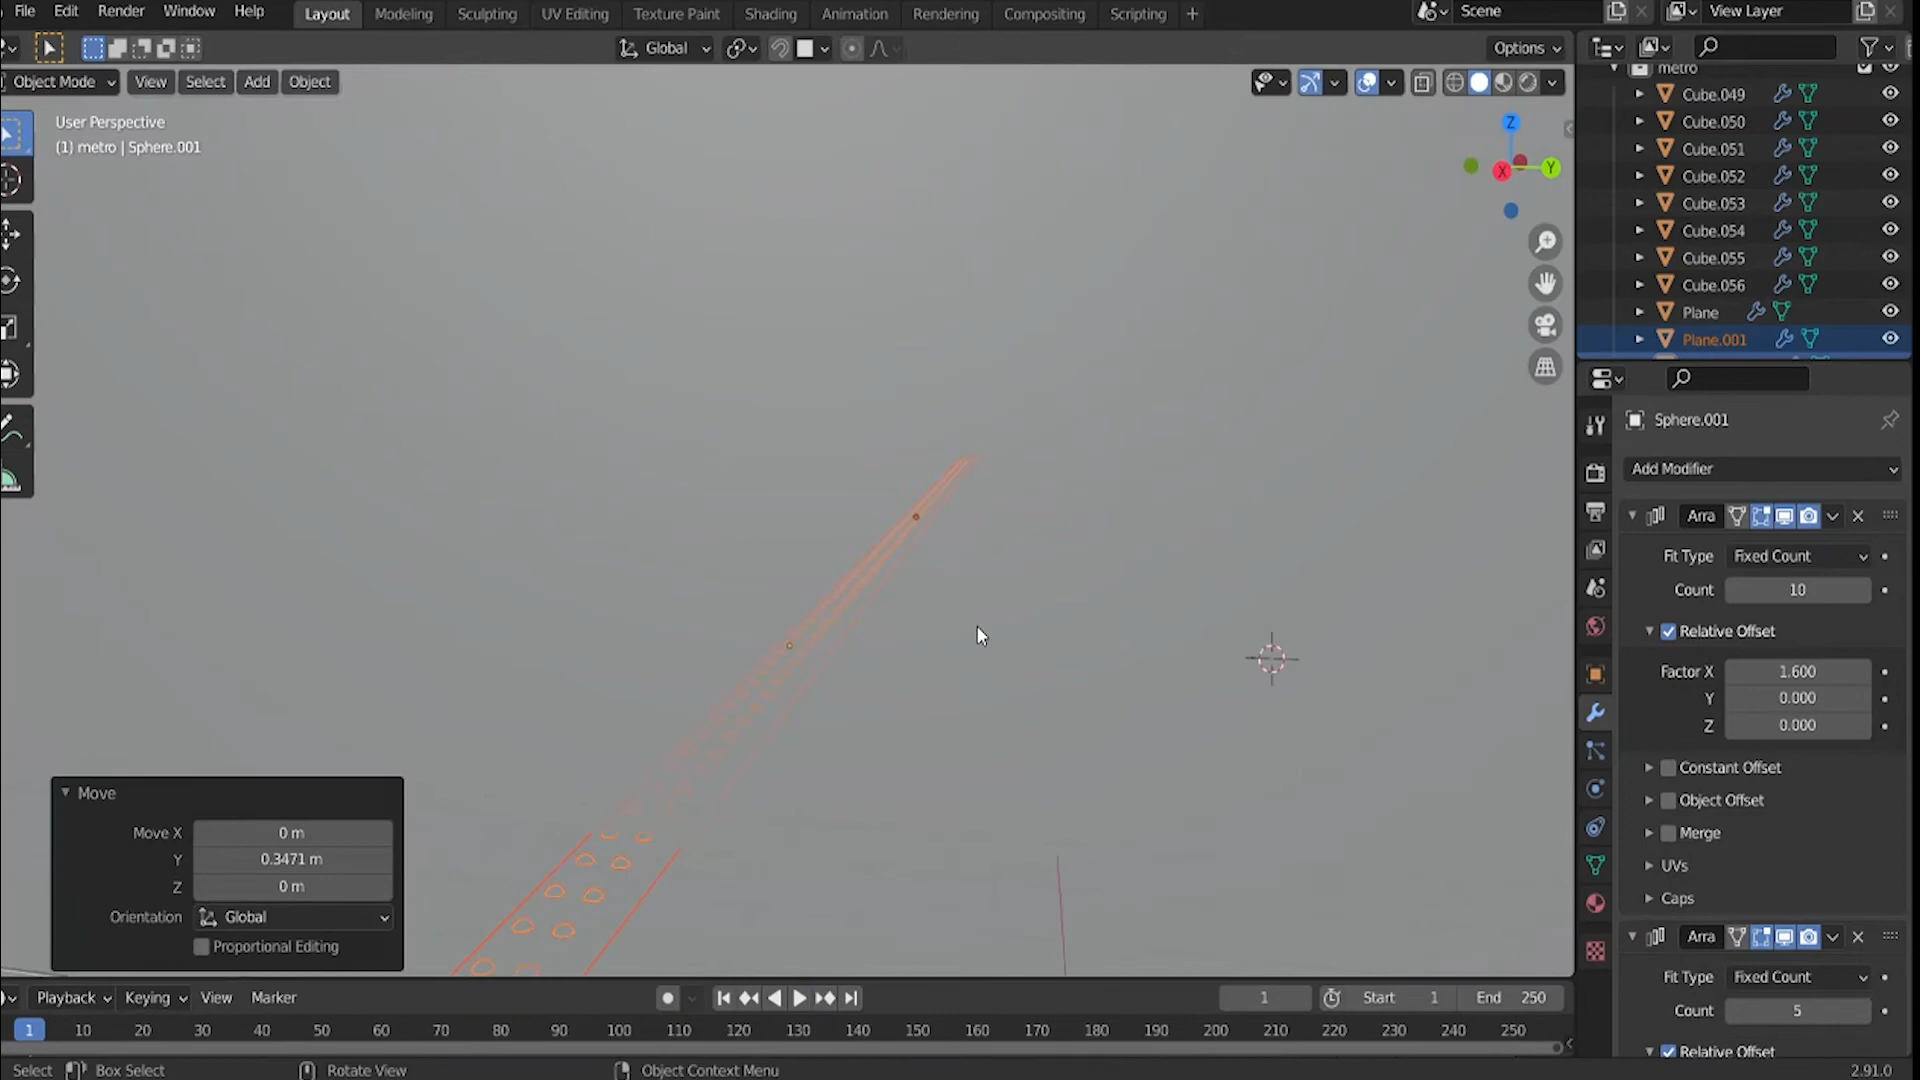 File Edit Render Window Help Layout Modeling Sculpting UV Editing Texture Paint Shading Animation Rendering Compositing Scripting + Scene View Layer
Global Options
Object Mode View Select Add Object
User Perspective
(1) metro | Sphere.001
Z
X Y
metro
Cube.049
Cube.050
Cube.051
Cube.052
Cube.053
Cube.054
Cube.055
Cube.056
Plane
Plane.001
Sphere.001
Add Modifier
Arra
Fit Type Fixed Count
Count 10
Relative Offset
Factor X 1.600
Y 0.000
Z 0.000
Constant Offset
Object Offset
Merge
UVs
Caps
Arra
Fit Type Fixed Count
Count 5
Relative Offset
Move
Move X 0 m
Y 0.3471 m
Z 0 m
Orientation Global
Proportional Editing
Playback Keying View Marker 1 Start 1 End 250
1 10 20 30 40 50 60 70 80 90 100 110 120 130 140 150 160 170 180 190 200 210 220 230 240 250
Select Box Select Rotate View Object Context Menu 2.91.0